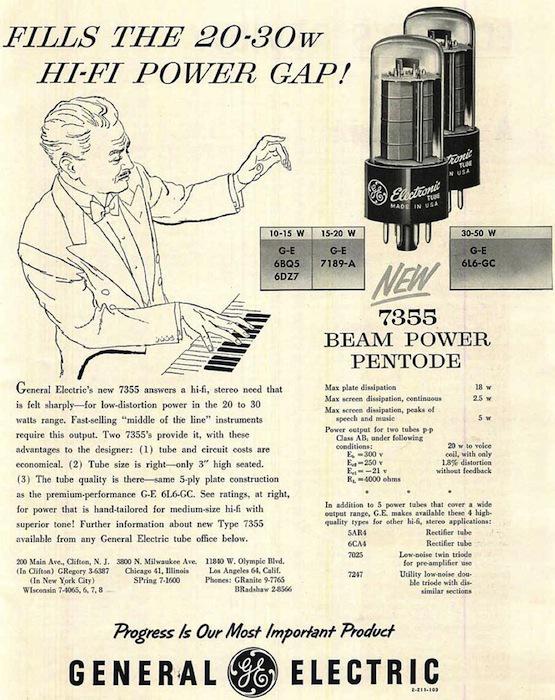 FILLS THE 20-30W
HI-FI POWER GAP!
GE Electronic
TUBE
MADE IN USA
tronic
TUBE
N USA
10-15 W
G-E
6BQ5
6DZ7
15-20 W
G-E
7189-A
30-50 W
G-E
6L6-GC
NEW
7355
BEAM POWER
PENTODE
General Electric's new 7355 answers a hi-fi, stereo need that
is felt sharply—for low-distortion power in the 20 to 30
watts range. Fast-selling "middle of the line" instruments
require this output. Two 7355's provide it, with these
advantages to the designer: (1) tube and circuit costs are
economical. (2) Tube size is right—only 3" high seated.
(3) The tube quality is there—same 5-ply plate construction
as the premium-performance G-E 6L6-GC. See ratings, at right,
for power that is hand-tailored for medium-size hi-fi with
superior tone! Further information about new Type 7355
available from any General Electric tube office below.
200 Main Ave., Clifton, N. J.
(In Clifton) GRegory 3-6387
(In New York City)
WIsconsin 7-4065, 6, 7, 8
3800 N. Milwaukee Ave.
Chicago 41, Illinois
SPring 7-1600
11840 W. Olympic Blvd.
Los Angeles 64, Calif.
Phones: GRanite 9-7765
BRadshaw 2-8566
Max plate dissipation 18 w
Max screen dissipation, continuous 2.5 w
Max screen dissipation, peaks of
speech and music 5 w
Power output for two tubes p-p
Class AB₁ under following
conditions: 20 w to voice
Eb =300 v coil, with only
Ec2=250 v 1.8% distortion
Ec1=−21 v without feedback
RL =4000 ohms
* * *
In addition to 5 power tubes that cover a wide
output range, G.E. makes available these 4 high-
quality types for other hi-fi, stereo applications:
5AR4 Rectifier tube
6CA4 Rectifier tube
7025 Low-noise twin triode
for pre-amplifier use
7247 Utility low-noise dou-
ble triode with dis-
similar sections
Progress Is Our Most Important Product
GENERAL GE ELECTRIC
2-211-103